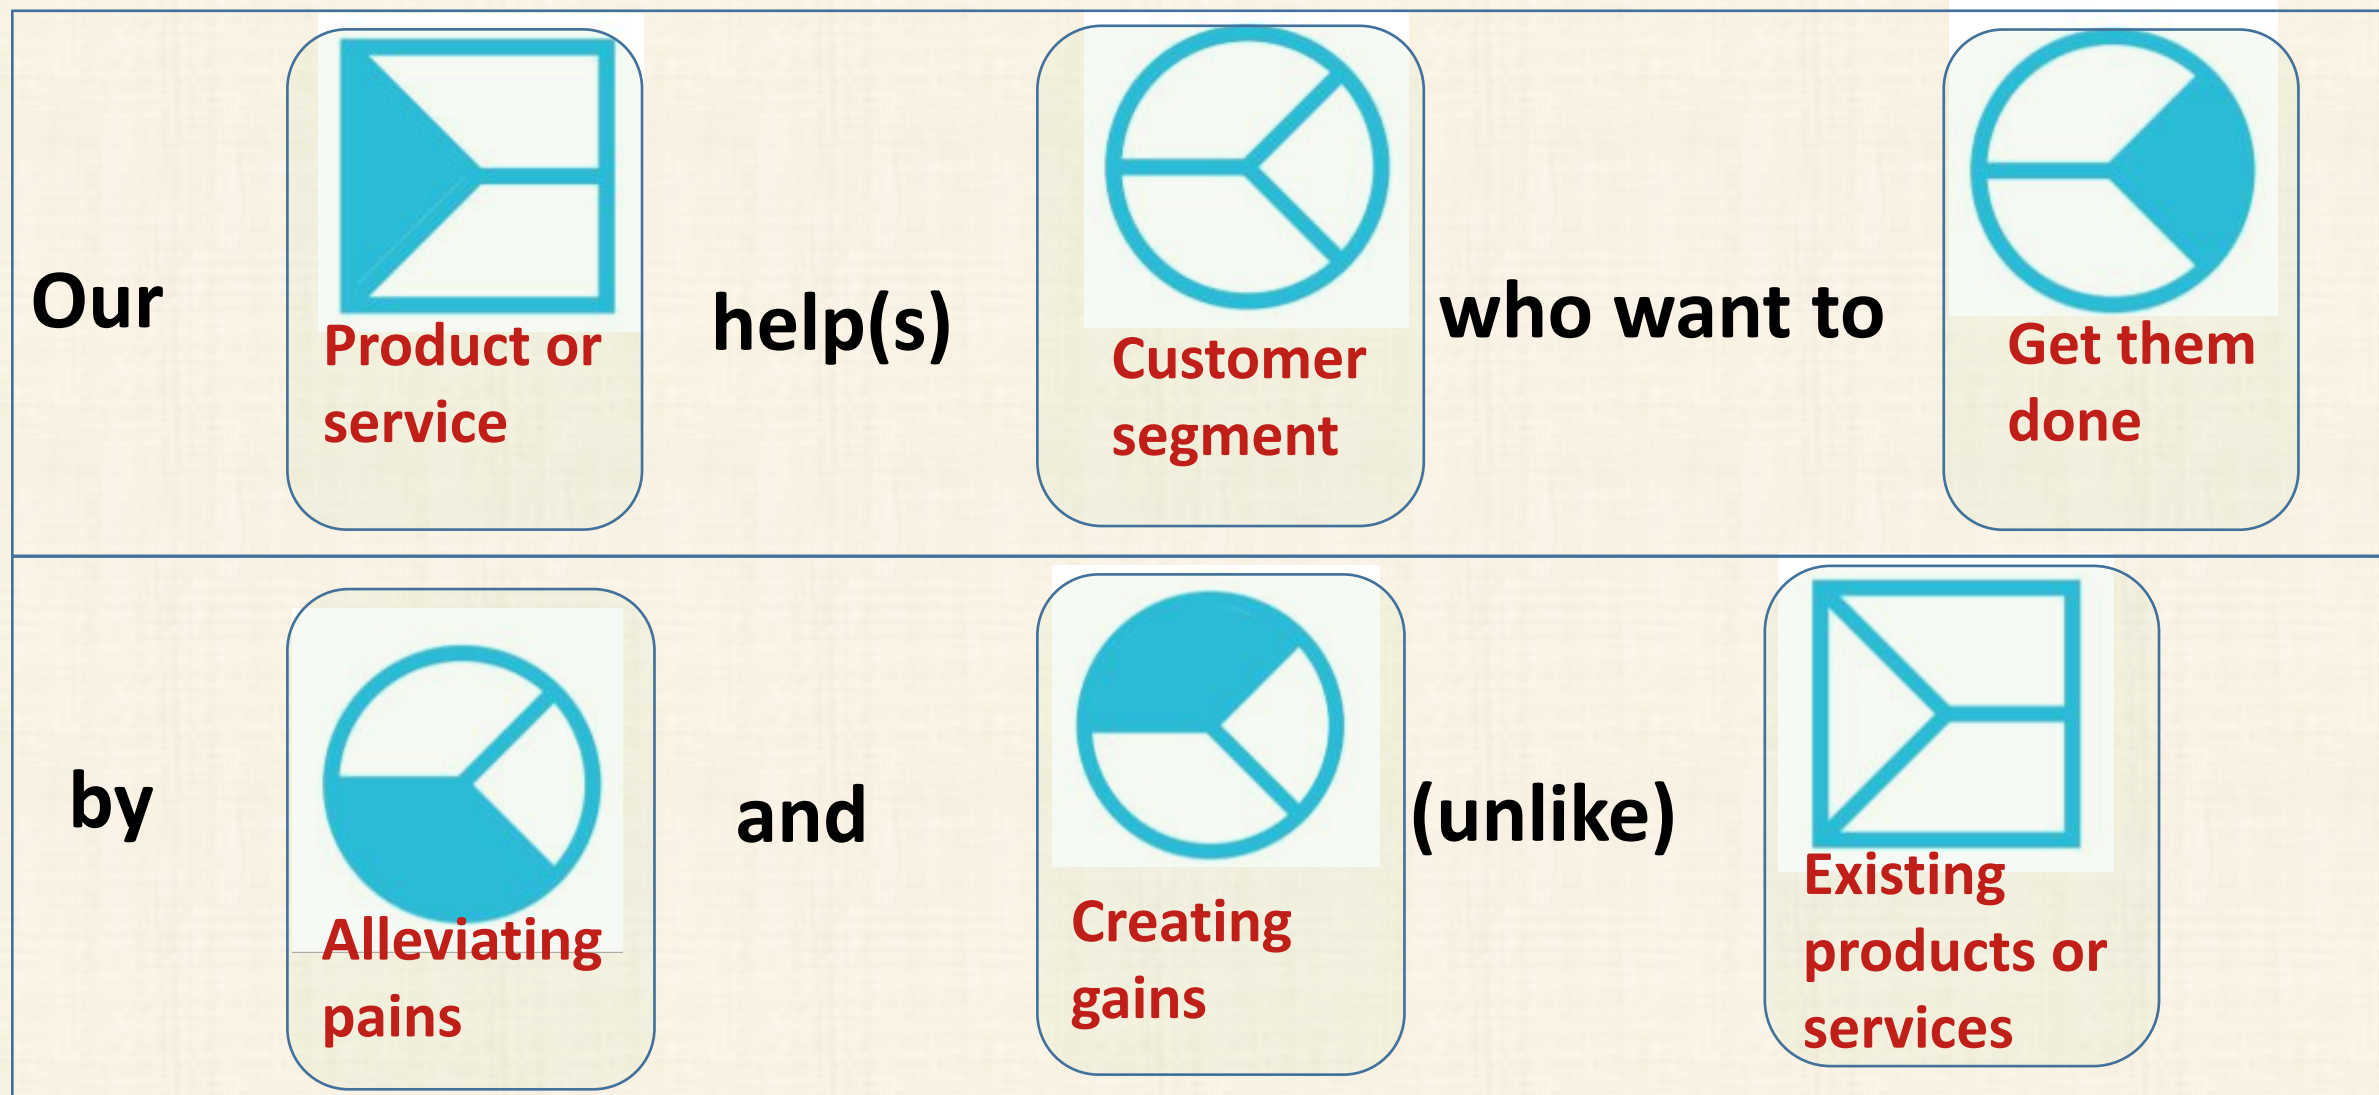 Our
Product or
service
help(s)
Customer
segment
who want to
Get them
done
by
Alleviating
pains
and
Creating
gains
(unlike)
Existing
products or
services